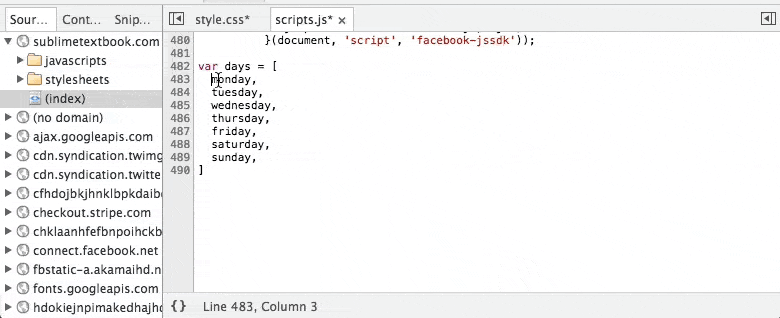 Sour... Cont... Snip...
style.css* scripts.js* ×
sublimetextbook.com
javascripts
stylesheets
(index)
(no domain)
ajax.googleapis.com
cdn.syndication.twimg
cdn.syndication.twitte
cfhdojbkjhnklbpkdaib
checkout.stripe.com
chklaanhfefbnpoihckb
connect.facebook.net
fbstatic-a.akamaihd.n
fonts.googleapis.com
hdokiejnpimakedhajhd
480 }(document, 'script', 'facebook-jssdk'));
481
482 var days = [
483 monday,
484 tuesday,
485 wednesday,
486 thursday,
487 friday,
488 saturday,
489 sunday,
490 ]
{} Line 483, Column 3